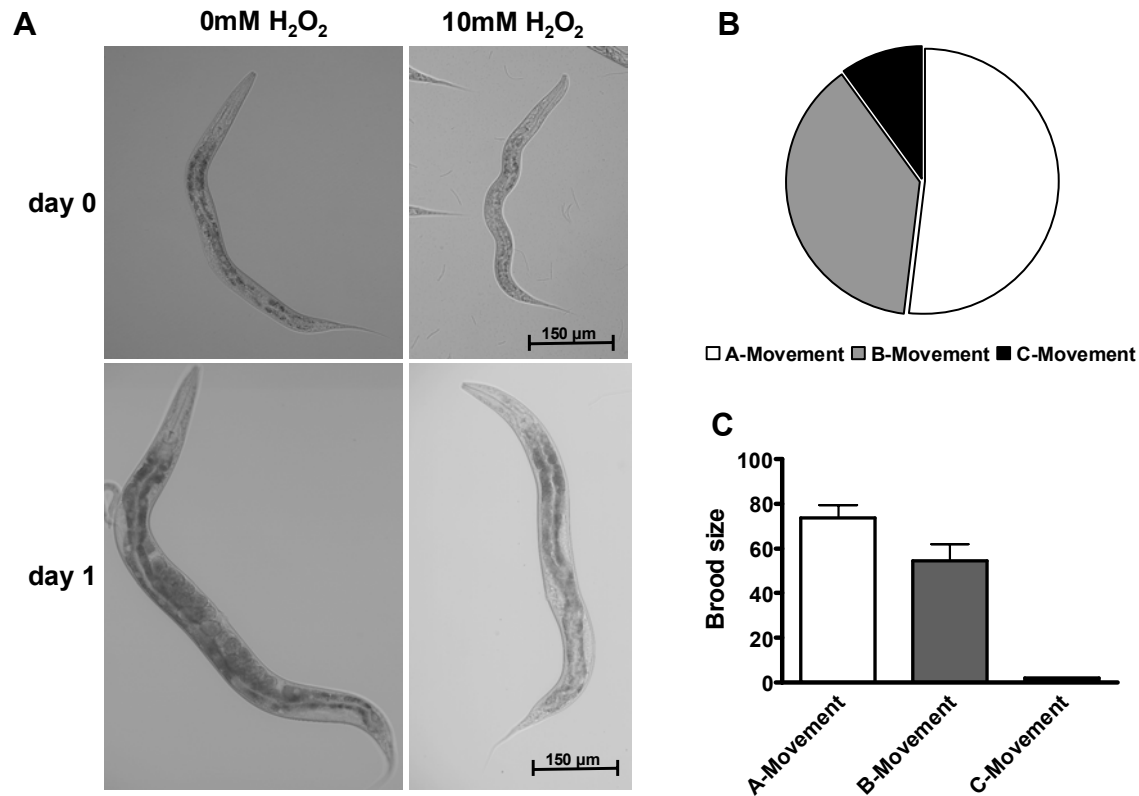 A
0mM H₂O₂
10mM H₂O₂
day 0
150 µm
day 1
150 µm
B
A-Movement B-Movement C-Movement
C
100
80
60
40
20
0
Brood size
A-Movement
B-Movement
C-Movement